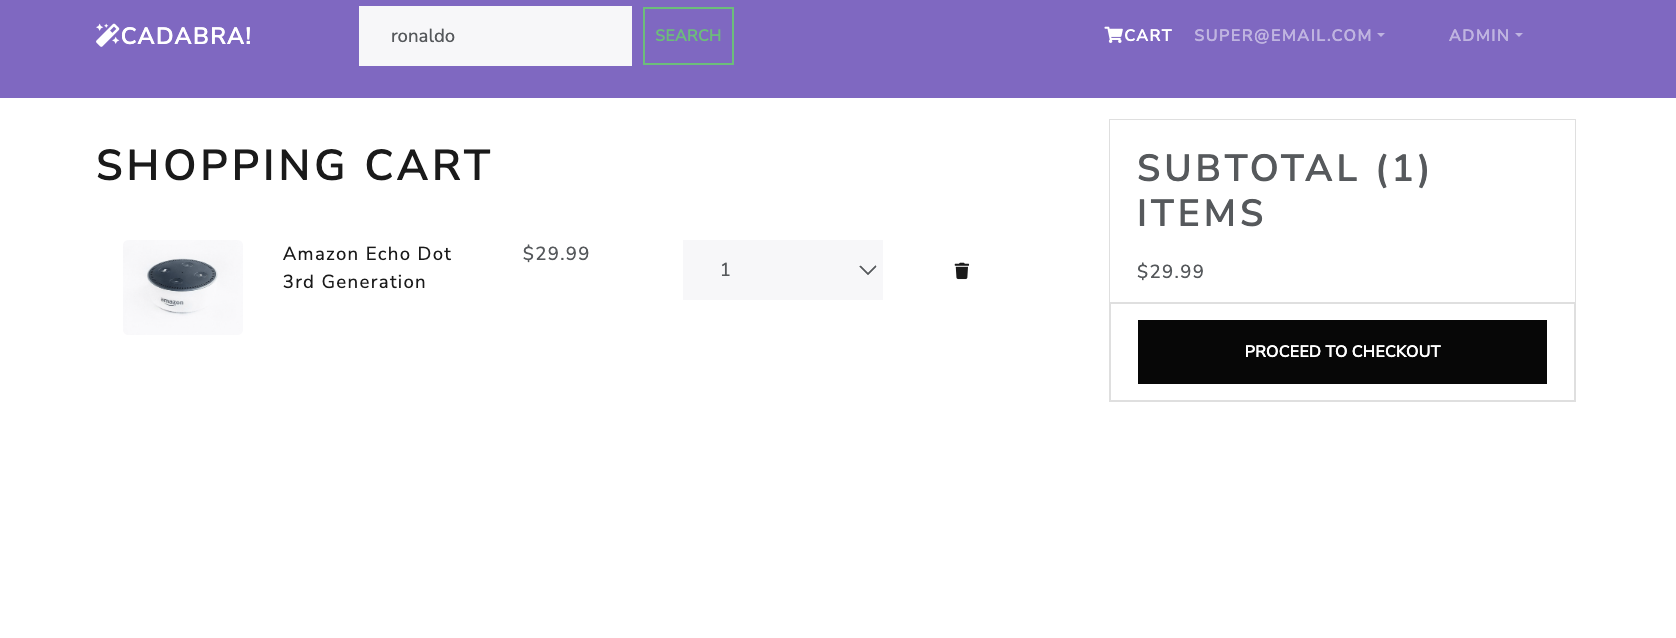 CADABRA!
ronaldo
SEARCH
CART
SUPER@EMAIL.COM
ADMIN
SHOPPING CART
amazon
Amazon Echo Dot
3rd Generation
$29.99
1
SUBTOTAL (1)
ITEMS
$29.99
PROCEED TO CHECKOUT